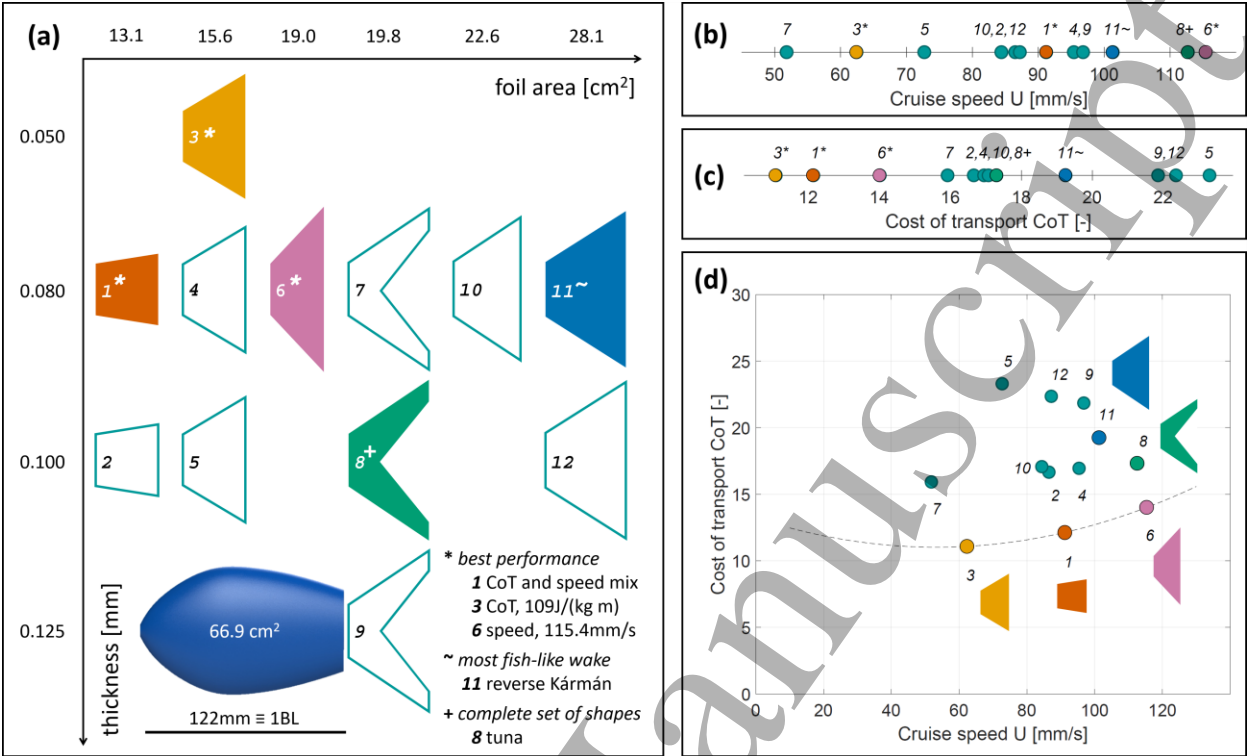 (a)
13.1 15.6 19.0 19.8 22.6 28.1
foil area [cm²]
0.050
3*
0.080
1* 4 6* 7 10 11~
0.100
2 5 8+ 12
0.125
9
66.9 cm²
thickness [mm]
122mm ≡ 1BL
* best performance
1 CoT and speed mix
3 CoT, 109J/(kg m)
6 speed, 115.4mm/s
~ most fish-like wake
11 reverse Kármán
+ complete set of shapes
8 tuna
(b)
7 3* 5 10,2,12 1* 4,9 11~ 8+ 6*
50 60 70 80 90 100 110
Cruise speed U [mm/s]
(c)
3* 1* 6* 7 2,4,10,8+ 11~ 9,12 5
12 14 16 18 20 22
Cost of transport CoT [-]
(d)
30
25
20
15
10
5
0
Cost of transport CoT [-]
5
12 9
11
8
10
2 4
7
6
3 1
0 20 40 60 80 100 120
Cruise speed U [mm/s]
anuscript